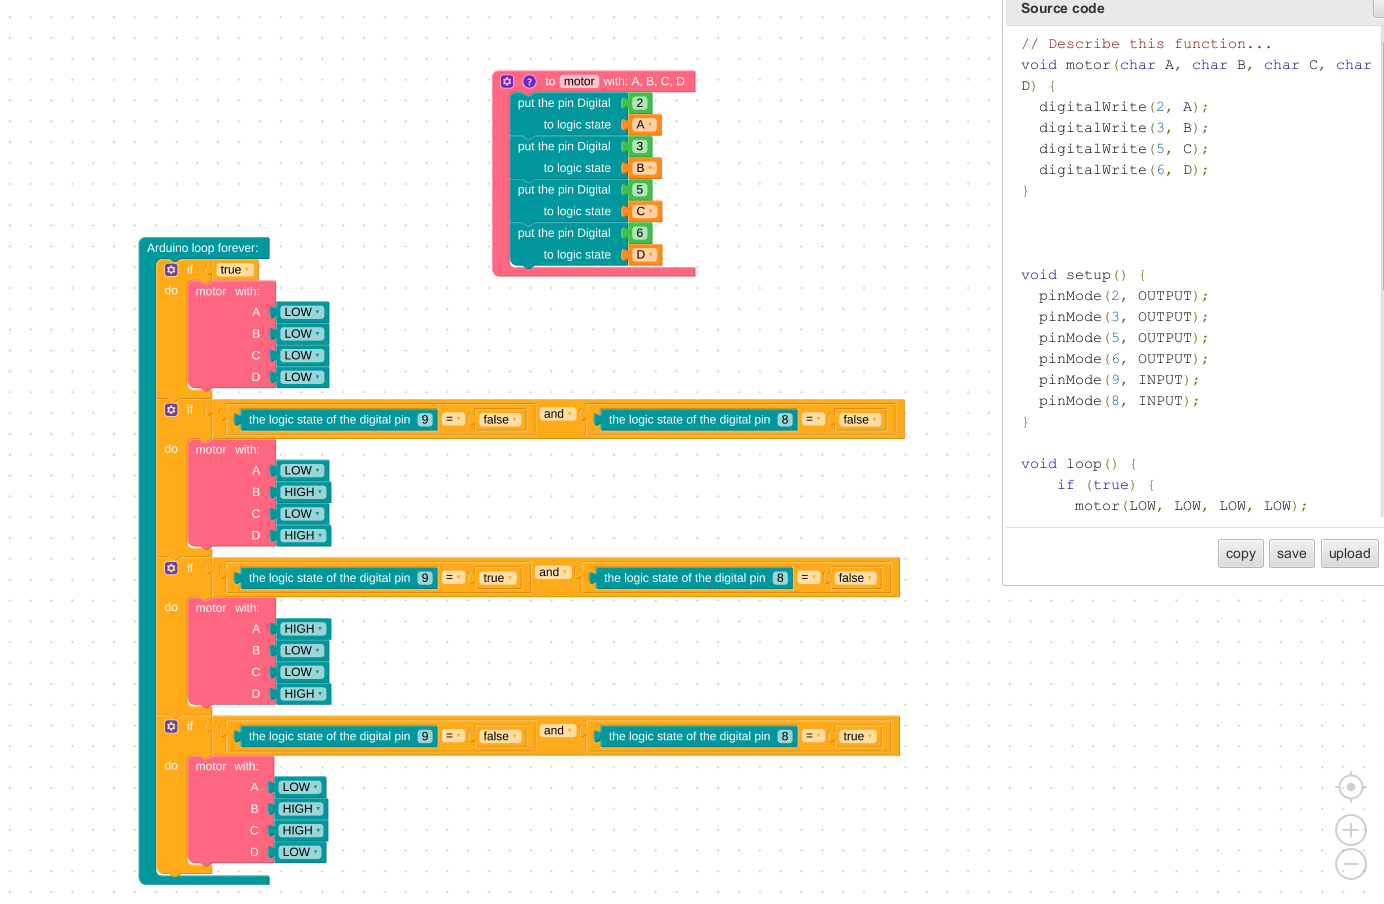 to motor with: A, B, C, D
put the pin Digital 2
to logic state A
put the pin Digital 3
to logic state B
put the pin Digital 5
to logic state C
put the pin Digital 6
to logic state D
Arduino loop forever:
if true
do motor with:
A LOW
B LOW
C LOW
D LOW
if the logic state of the digital pin 9 = false and the logic state of the digital pin 8 = false
do motor with:
A LOW
B HIGH
C LOW
D HIGH
if the logic state of the digital pin 9 = true and the logic state of the digital pin 8 = false
do motor with:
A HIGH
B LOW
C LOW
D HIGH
if the logic state of the digital pin 9 = false and the logic state of the digital pin 8 = true
do motor with:
A LOW
B HIGH
C HIGH
D LOW
Source code
// Describe this function...
void motor(char A, char B, char C, char
D) {
digitalWrite(2, A);
digitalWrite(3, B);
digitalWrite(5, C);
digitalWrite(6, D);
}
void setup() {
pinMode(2, OUTPUT);
pinMode(3, OUTPUT);
pinMode(5, OUTPUT);
pinMode(6, OUTPUT);
pinMode(9, INPUT);
pinMode(8, INPUT);
}
void loop() {
if (true) {
motor(LOW, LOW, LOW, LOW);
copy save upload